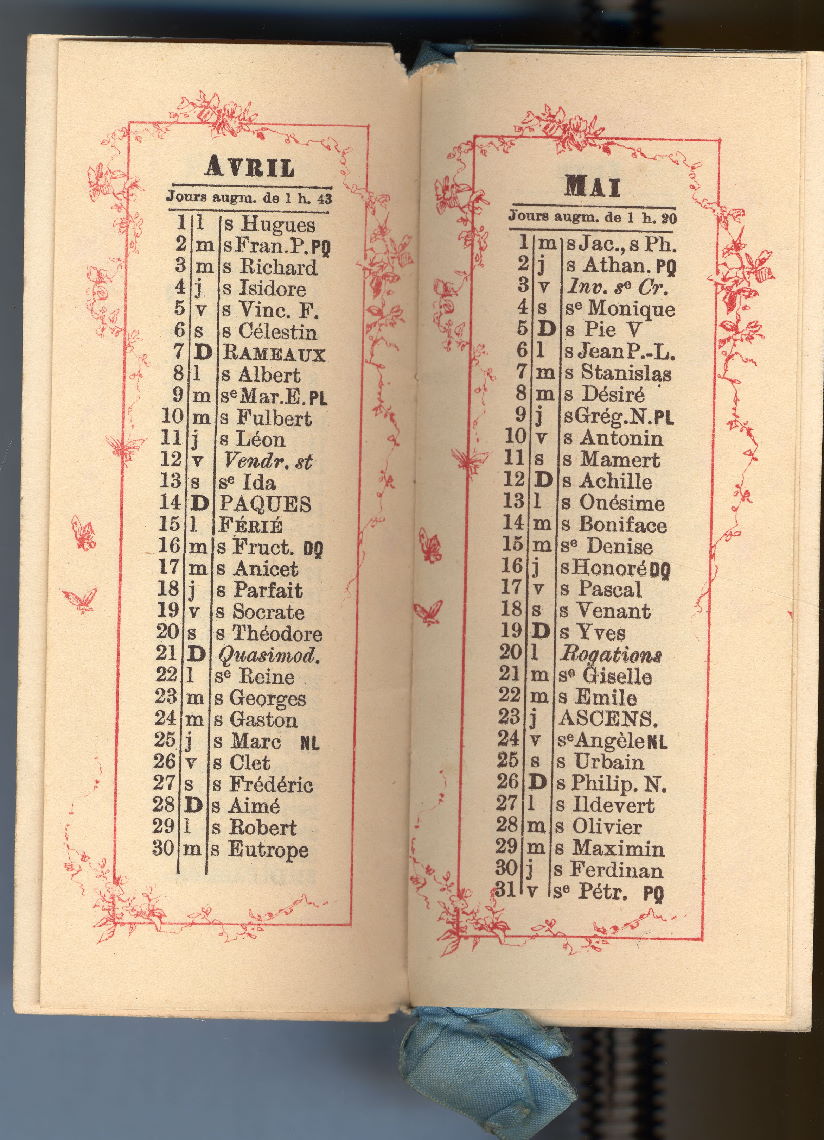 AVRIL
Jours augm. de 1 h. 43
1 l s Hugues
2 m s Fran.P. PQ
3 m s Richard
4 j s Isidore
5 v s Vinc. F.
6 s s Célestin
7 D RAMEAUX
8 l s Albert
9 m se Mar.E. PL
10 m s Fulbert
11 j s Léon
12 v Vendr. st
13 s se Ida
14 D PAQUES
15 l FÉRIÉ
16 m s Fruct. DQ
17 m s Anicet
18 j s Parfait
19 v s Socrate
20 s s Théodore
21 D Quasimod.
22 l se Reine
23 m s Georges
24 m s Gaston
25 j s Marc NL
26 v s Clet
27 s s Frédéric
28 D s Aimé
29 l s Robert
30 m s Eutrope
MAI
Jours augm. de 1 h. 20
1 m s Jac., s Ph.
2 j s Athan. PQ
3 v Inv. se Cr.
4 s se Monique
5 D s Pie V
6 l s Jean P.-L.
7 m s Stanislas
8 m s Désiré
9 j s Grég.N. PL
10 v s Antonin
11 s s Mamert
12 D s Achille
13 l s Onésime
14 m s Boniface
15 m se Denise
16 j s Honoré DQ
17 v s Pascal
18 s s Venant
19 D s Yves
20 l Rogations
21 m se Giselle
22 m s Emile
23 j ASCENS.
24 v se Angèle NL
25 s s Urbain
26 D s Philip. N.
27 l s Ildevert
28 m s Olivier
29 m s Maximin
30 j s Ferdinan
31 v se Pétr. PQ